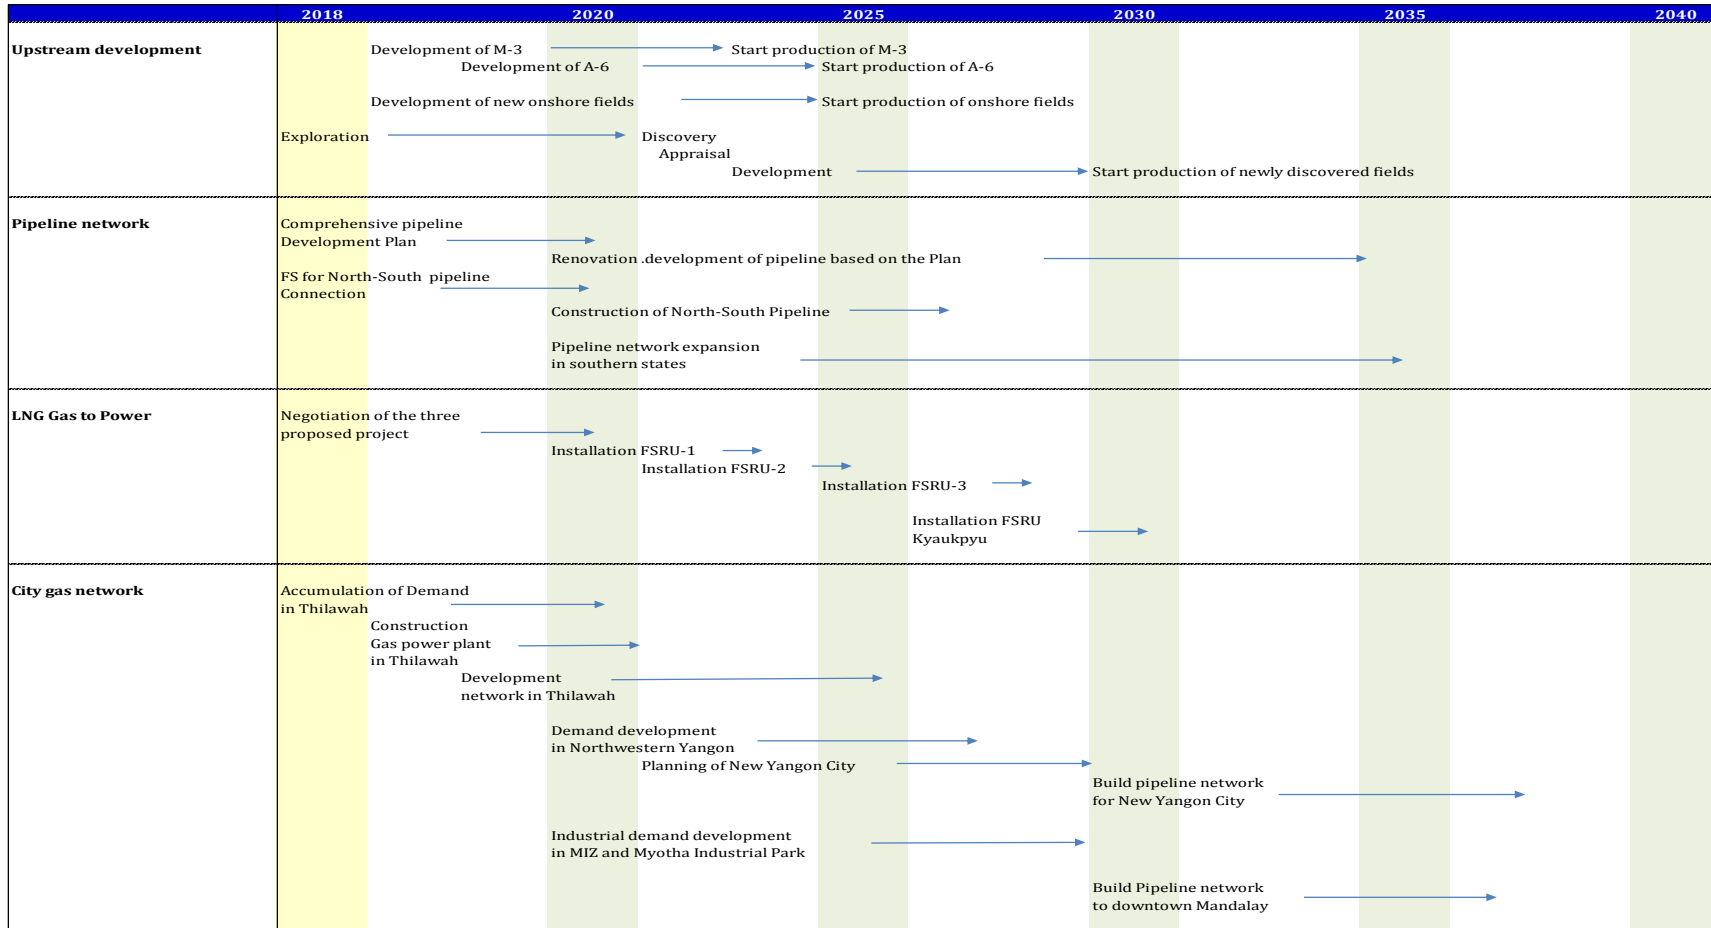 2018 2020 2025 2030 2035 2040
Upstream development
Development of M-3 Start production of M-3
Development of A-6 Start production of A-6
Development of new onshore fields Start production of onshore fields
Exploration Discovery
Appraisal
Development Start production of newly discovered fields
Pipeline network
Comprehensive pipeline
Development Plan
Renovation .development of pipeline based on the Plan
FS for North-South pipeline
Connection
Construction of North-South Pipeline
Pipeline network expansion
in southern states
LNG Gas to Power
Negotiation of the three
proposed project
Installation FSRU-1
Installation FSRU-2
Installation FSRU-3
Installation FSRU
Kyaukpyu
City gas network
Accumulation of Demand
in Thilawah
Construction
Gas power plant
in Thilawah
Development
network in Thilawah
Demand development
in Northwestern Yangon
Planning of New Yangon City
Build pipeline network
for New Yangon City
Industrial demand development
in MIZ and Myotha Industrial Park
Build Pipeline network
to downtown Mandalay